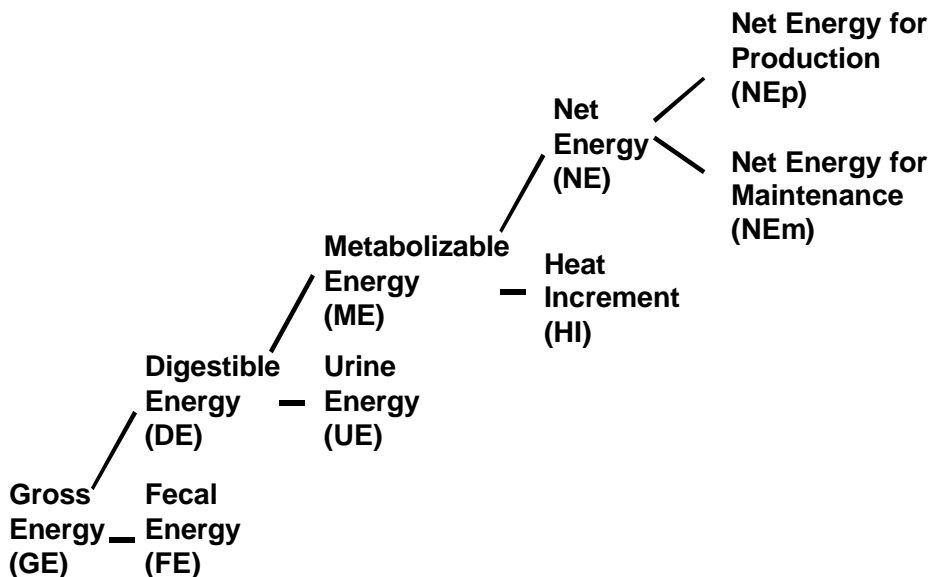 Net Energy for
Production
(NEp)
Net
Energy
(NE)
Net Energy for
Maintenance
(NEm)
Metabolizable
Energy
(ME)
Heat
Increment
(HI)
Digestible
Energy
(DE)
Urine
Energy
(UE)
Gross
Energy
(GE)
Fecal
Energy
(FE)